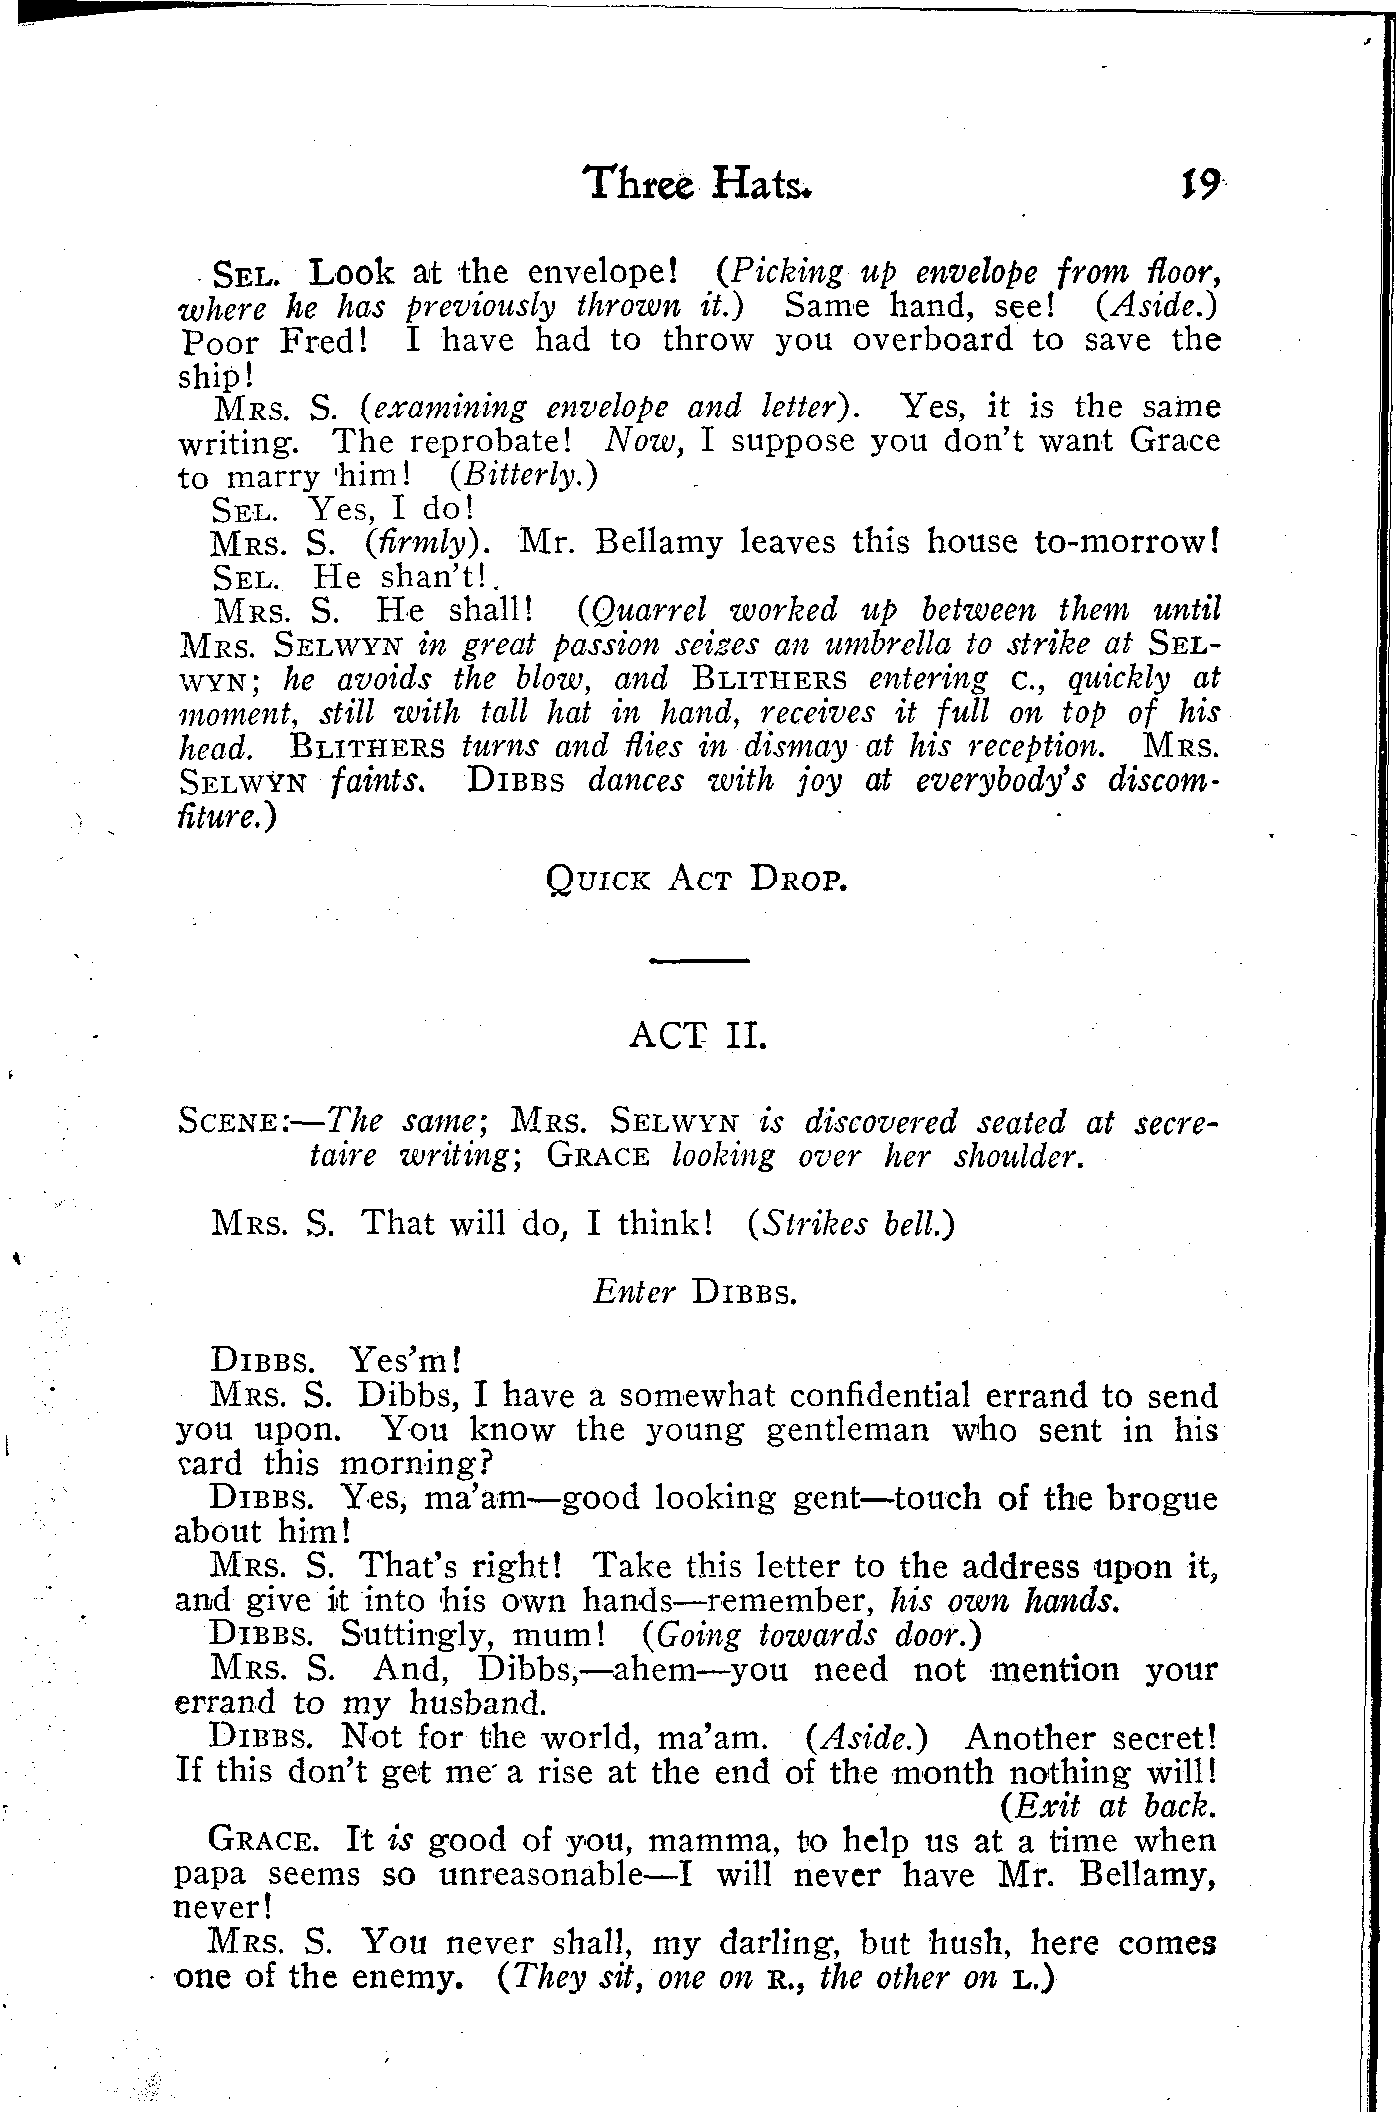 Three Hats. 19
SEL. Look at the envelope! (Picking up envelope from floor,
where he has previously thrown it.) Same hand, see! (Aside.)
Poor Fred! I have had to throw you overboard to save the
ship!
MRS. S. (examining envelope and letter). Yes, it is the same
writing. The reprobate! Now, I suppose you don't want Grace
to marry him! (Bitterly.)
SEL. Yes, I do!
MRS. S. (firmly). Mr. Bellamy leaves this house to-morrow!
SEL. He shan't!
MRS. S. He shall! (Quarrel worked up between them until
MRS. SELWYN in great passion seizes an umbrella to strike at SEL-
WYN; he avoids the blow, and BLITHERS entering C., quickly at
moment, still with tall hat in hand, receives it full on top of his
head. BLITHERS turns and flies in dismay at his reception. MRS.
SELWYN faints. DIBBS dances with joy at everybody's discom-
fiture.)
QUICK ACT DROP.
ACT II.
SCENE:—The same; MRS. SELWYN is discovered seated at secre-
taire writing; GRACE looking over her shoulder.
MRS. S. That will do, I think! (Strikes bell.)
Enter DIBBS.
DIBBS. Yes'm!
MRS. S. Dibbs, I have a somewhat confidential errand to send
you upon. You know the young gentleman who sent in his
card this morning?
DIBBS. Yes, ma'am—good looking gent—touch of the brogue
about him!
MRS. S. That's right! Take this letter to the address upon it,
and give it into his own hands—remember, his own hands.
DIBBS. Suttingly, mum! (Going towards door.)
MRS. S. And, Dibbs,—ahem—you need not mention your
errand to my husband.
DIBBS. Not for the world, ma'am. (Aside.) Another secret!
If this don't get me a rise at the end of the month nothing will!
(Exit at back.
GRACE. It is good of you, mamma, to help us at a time when
papa seems so unreasonable—I will never have Mr. Bellamy,
never!
MRS. S. You never shall, my darling, but hush, here comes
one of the enemy. (They sit, one on R., the other on L.)